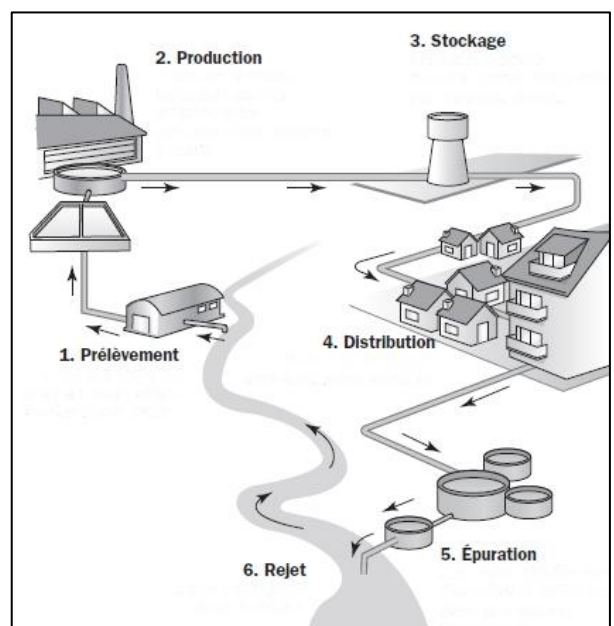 1. Prélèvement
2. Production
3. Stockage
4. Distribution
5. Épuration
6. Rejet